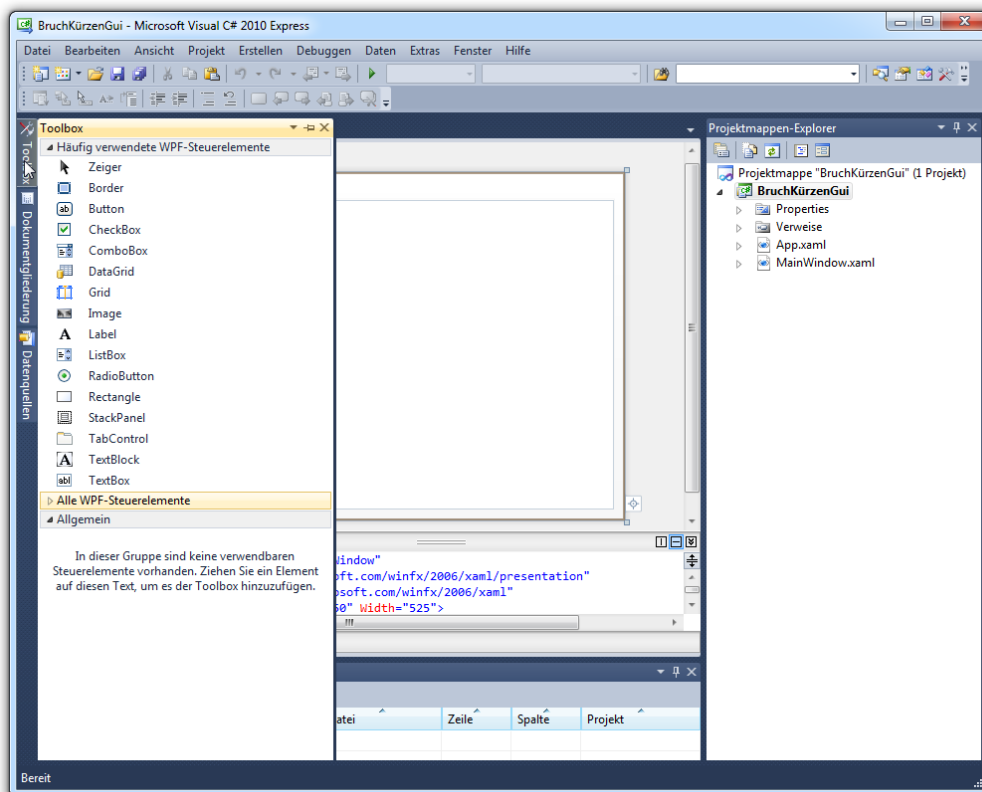 BruchKürzenGui - Microsoft Visual C# 2010 Express
Datei Bearbeiten Ansicht Projekt Erstellen Debuggen Daten Extras Fenster Hilfe
Toolbox
Häufig verwendete WPF-Steuerelemente
Zeiger
Border
Button
CheckBox
ComboBox
DataGrid
Grid
Image
Label
ListBox
RadioButton
Rectangle
StackPanel
TabControl
TextBlock
TextBox
Alle WPF-Steuerelemente
Allgemein
In dieser Gruppe sind keine verwendbaren
Steuerelemente vorhanden. Ziehen Sie ein Element
auf diesen Text, um es der Toolbox hinzuzufügen.
Dokumentgliederung
Datenquellen
Window"
oft.com/winfx/2006/xaml/presentation"
osoft.com/winfx/2006/xaml"
50" Width="525">
atei Zeile Spalte Projekt
Projektmappen-Explorer
Projektmappe "BruchKürzenGui" (1 Projekt)
BruchKürzenGui
Properties
Verweise
App.xaml
MainWindow.xaml
Bereit